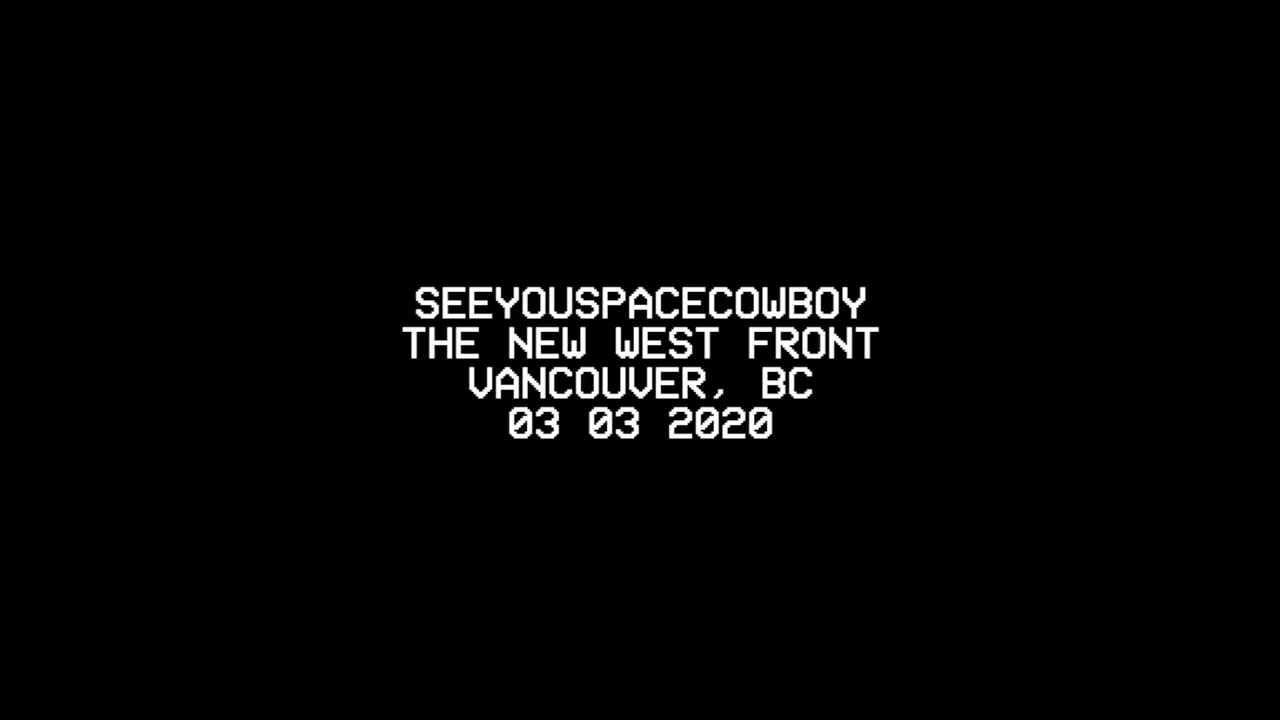 SEEYOUSPACECOWBOY
THE NEW WEST FRONT
VANCOUVER, BC
03 03 2020